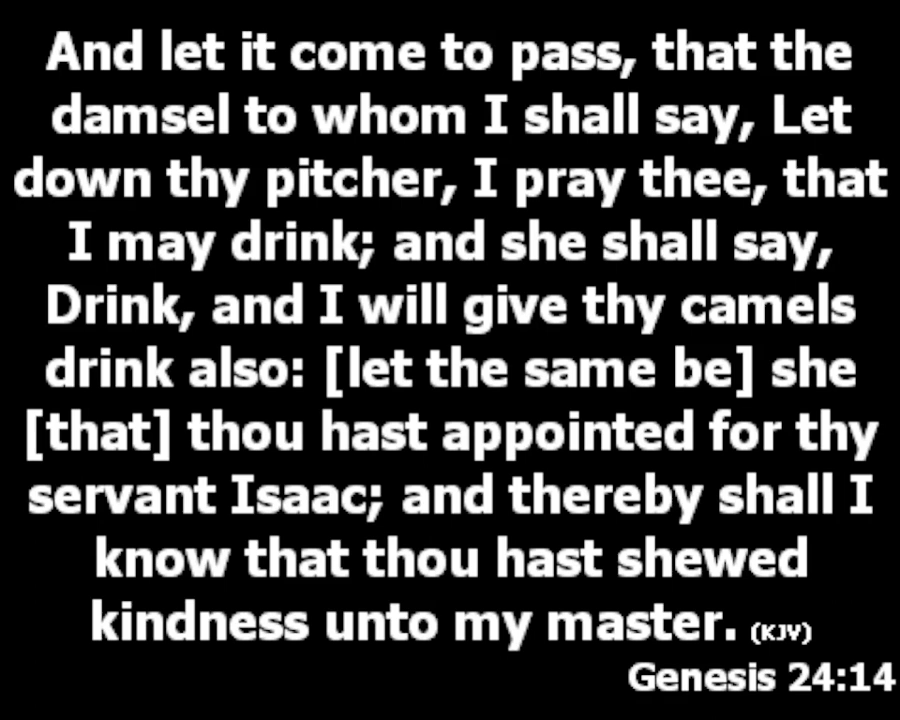 And let it come to pass, that the
damsel to whom I shall say, Let
down thy pitcher, I pray thee, that
I may drink; and she shall say,
Drink, and I will give thy camels
drink also: [let the same be] she
[that] thou hast appointed for thy
servant Isaac; and thereby shall I
know that thou hast shewed
kindness unto my master. (KJV)
Genesis 24:14